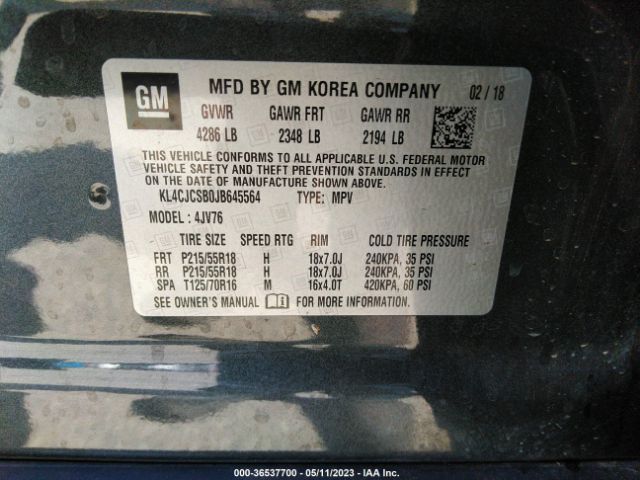 GM
MFD BY GM KOREA COMPANY 02 / 18
GVWR GAWR FRT GAWR RR
4286 LB 2348 LB 2194 LB
THIS VEHICLE CONFORMS TO ALL APPLICABLE U.S. FEDERAL MOTOR
VEHICLE SAFETY AND THEFT PREVENTION STANDARDS IN EFFECT ON
THE DATE OF MANUFACTURE SHOWN ABOVE.
KL4CJCSB0JB645564 TYPE: MPV
MODEL : 4JV76
TIRE SIZE SPEED RTG RIM COLD TIRE PRESSURE
FRT P215/55R18 H 18x7.0J 240KPA, 35 PSI
RR P215/55R18 H 18x7.0J 240KPA, 35 PSI
SPA T125/70R16 M 16x4.0T 420KPA, 60 PSI
SEE OWNER'S MANUAL FOR MORE INFORMATION.
000-36537700 - 05/11/2023 - IAA Inc.